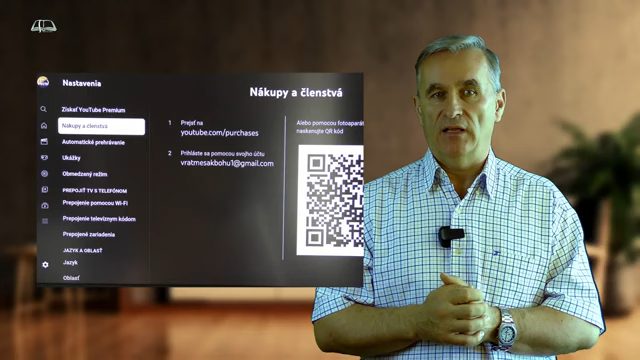 Nastavenia
Získať YouTube Premium
Nákupy a členstvá
Automatické prehrávanie
Ukážky
Obmedzený režim
PREPOJIŤ TV S TELEFÓNOM
Prepojenie pomocou Wi-Fi
Prepojenie televíznym kódom
Prepojené zariadenia
JAZYK A OBLASŤ
Jazyk
Oblasť
Nákupy a členstvá
1 Prejsť na
youtube.com/purchases
2 Prihláste sa pomocou svojho účtu
vratmesakbohu1@gmail.com
Alebo pomocou fotoaparát
naskenujte QR kód